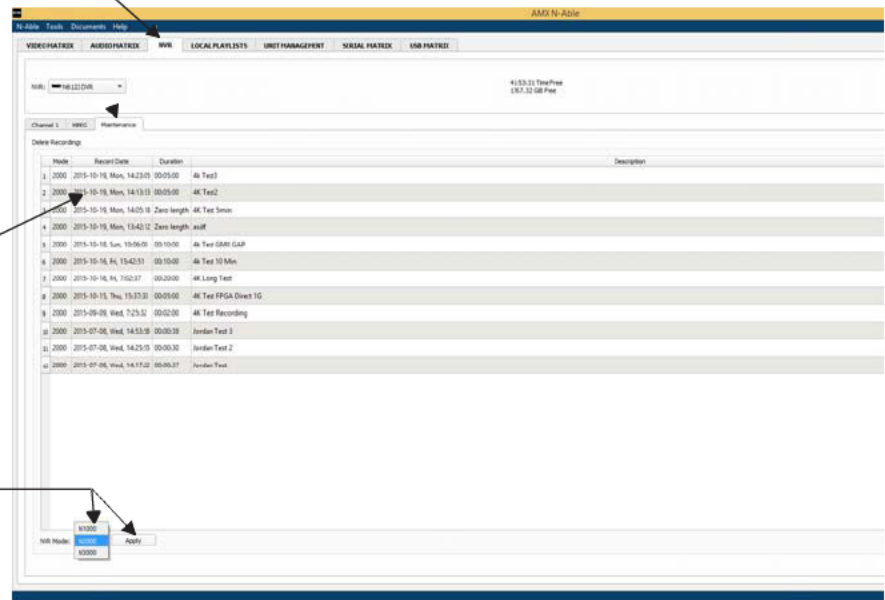 AMX N-Able
N-Able Tools Documents Help
VIDEO MATRIX AUDIO MATRIX NVR LOCAL PLAYLISTS UNIT MANAGEMENT SERIAL MATRIX USB MATRIX
NVR: N6123 DVR
41:53:31 Time Free
1367.32 GB Free
Channel 1 MPEG Maintenance
Delete Recordings:
Mode Record Date Duration Description
1 2000 2015-10-19, Mon, 14:23:05 00:05:00 4k Test3
2 2000 2015-10-19, Mon, 14:13:13 00:05:00 4K Test2
2000 2015-10-19, Mon, 14:05:18 Zero length 4K Test 5min
4 2000 2015-10-19, Mon, 13:42:12 Zero length asdf
5 2000 2015-10-18, Sun, 10:06:00 00:10:00 4k Test GMX GAP
6 2000 2015-10-16, Fri, 15:42:51 00:10:00 4k Test 10 Min
7 2000 2015-10-16, Fri, 7:02:37 00:20:00 4K Long Test
8 2000 2015-10-15, Thu, 15:37:33 00:05:00 4K Test FPGA Direct 1G
9 2000 2015-09-09, Wed, 7:25:32 00:02:00 4K Test Recording
10 2000 2015-07-08, Wed, 14:53:58 00:00:38 Jordan Test 3
11 2000 2015-07-08, Wed, 14:25:15 00:00:30 Jordan Test 2
12 2000 2015-07-08, Wed, 14:17:22 00:00:37 Jordan Test
N1000
NVR Mode: N2000 Apply
N3000